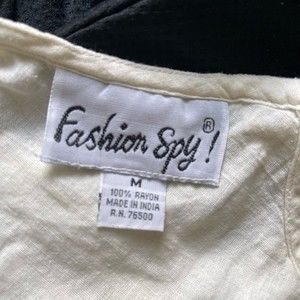 Fashion Spy!®
M
100% RAYON
MADE IN INDIA
R.N. 76500